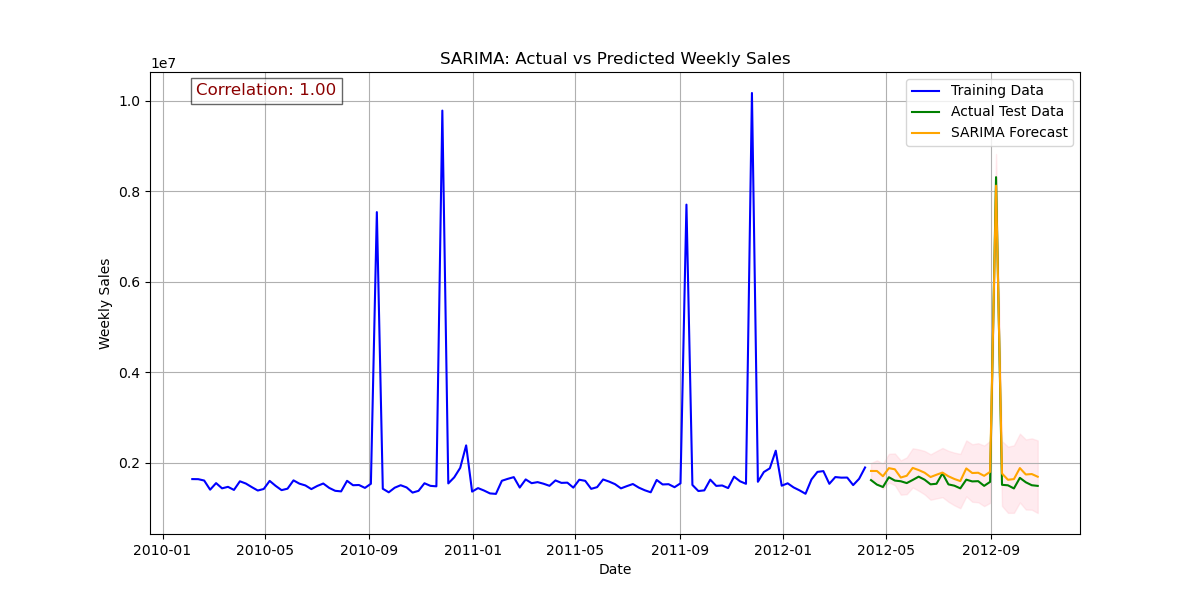 SARIMA: Actual vs Predicted Weekly Sales
1e7
Correlation: 1.00
Training Data
Actual Test Data
SARIMA Forecast
1.0
0.8
0.6
0.4
0.2
Weekly Sales
2010-01 2010-05 2010-09 2011-01 2011-05 2011-09 2012-01 2012-05 2012-09
Date